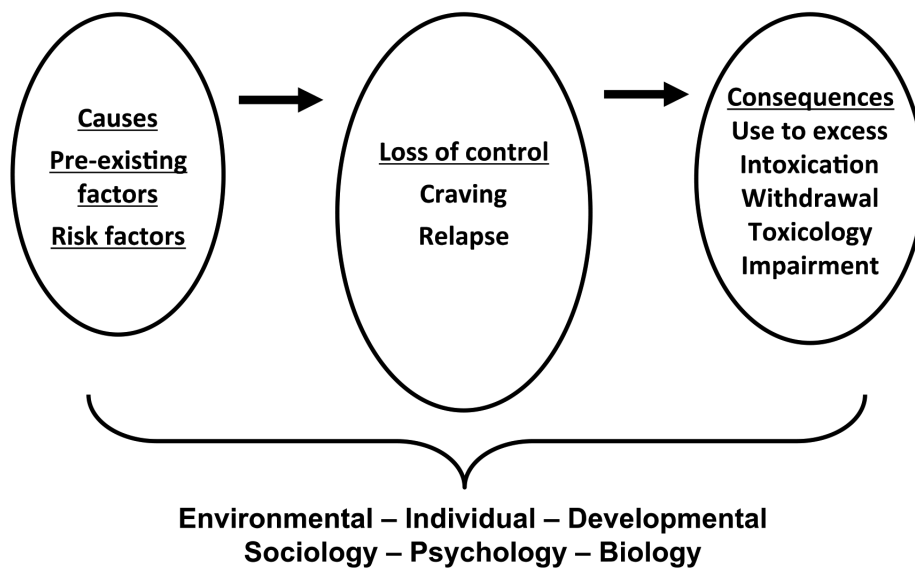 Causes
Pre-existing
factors
Risk factors
Loss of control
Craving
Relapse
Consequences
Use to excess
Intoxication
Withdrawal
Toxicology
Impairment
Environmental – Individual – Developmental
Sociology – Psychology – Biology